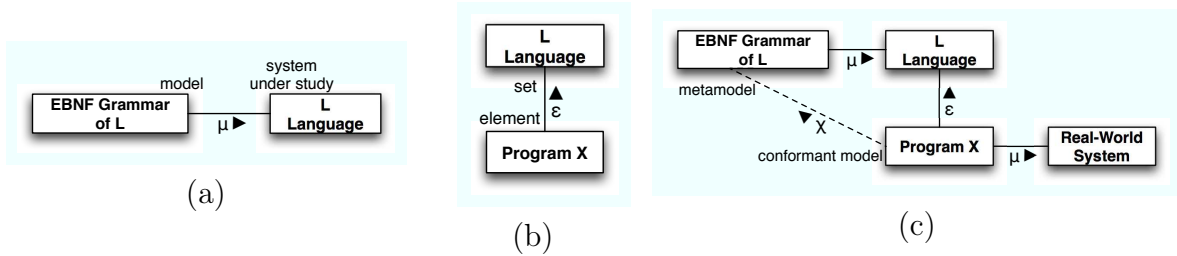 model
system
under study
EBNF Grammar
of L
μ ►
L
Language
(a)
L
Language
set
▲
ε
element
Program X
(b)
EBNF Grammar
of L
μ ►
L
Language
metamodel
▲
χ
▲
ε
conformant model
Program X
μ ►
Real-World
System
(c)